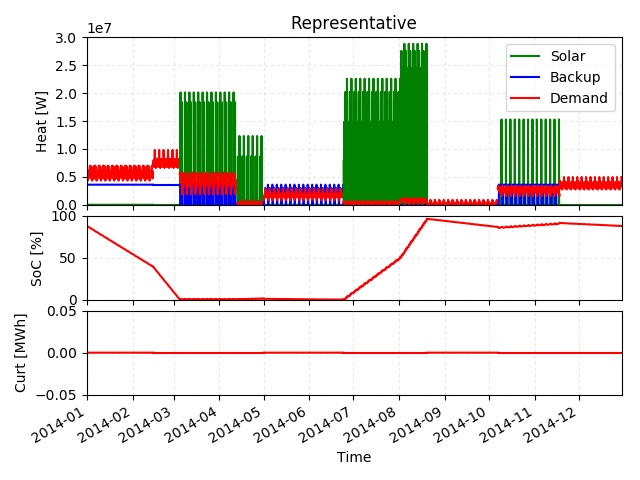 Representative
1e7
3.0
2.5
2.0
1.5
1.0
0.5
0.0
Heat [W]
Solar
Backup
Demand
100
50
0
SoC [%]
0.05
0.00
−0.05
Curt [MWh]
2014-01
2014-02
2014-03
2014-04
2014-05
2014-06
2014-07
2014-08
2014-09
2014-10
2014-11
2014-12
Time